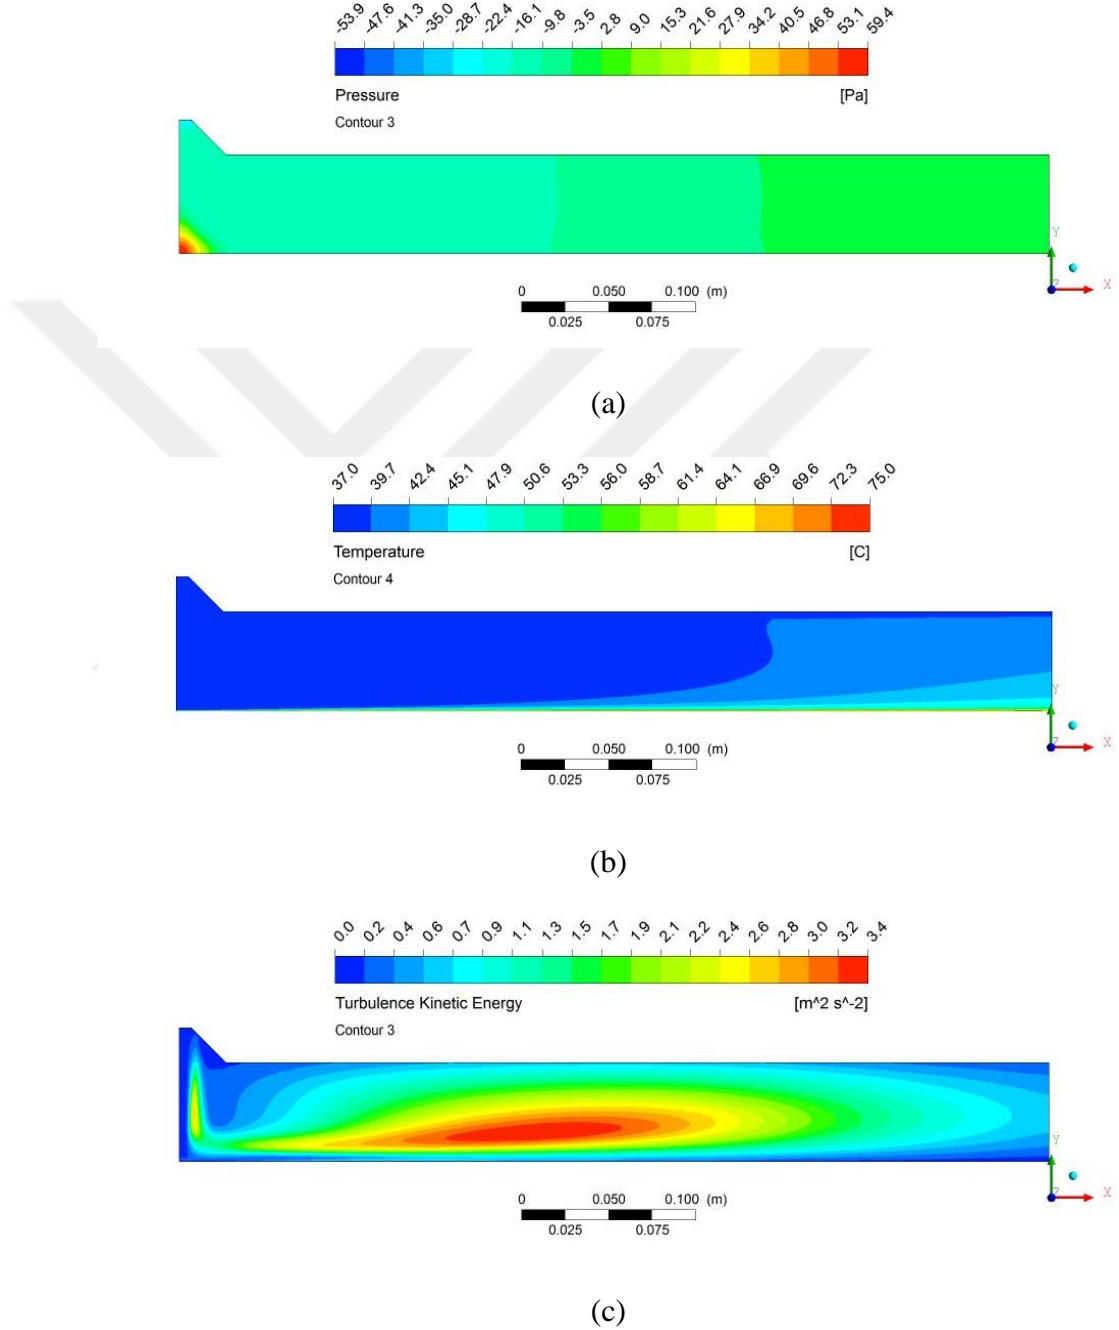 -53.9 -47.6 -41.3 -35.0 -28.7 -22.4 -16.1 -9.8 -3.5 2.8 9.0 15.3 21.6 27.9 34.2 40.5 46.8 53.1 59.4
Pressure [Pa]
Contour 3
Y
Z X
0 0.050 0.100 (m)
0.025 0.075
(a)
37.0 39.7 42.4 45.1 47.9 50.6 53.3 56.0 58.7 61.4 64.1 66.9 69.6 72.3 75.0
Temperature [C]
Contour 4
Y
Z X
0 0.050 0.100 (m)
0.025 0.075
(b)
0.0 0.2 0.4 0.6 0.7 0.9 1.1 1.3 1.5 1.7 1.9 2.1 2.2 2.4 2.6 2.8 3.0 3.2 3.4
Turbulence Kinetic Energy [m^2 s^-2]
Contour 3
Y
Z X
0 0.050 0.100 (m)
0.025 0.075
(c)